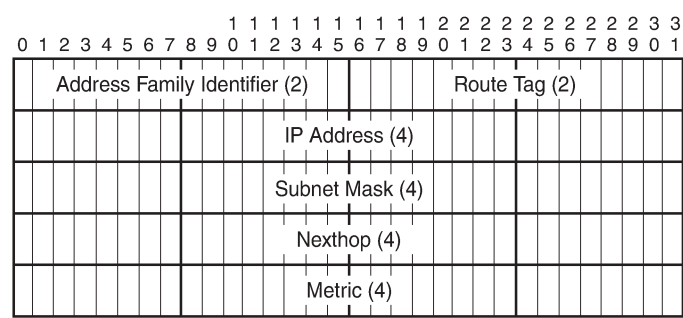 1 1 1 1 1 1 1 1 1 1 2 2 2 2 2 2 2 2 2 2 3 3
0 1 2 3 4 5 6 7 8 9 0 1 2 3 4 5 6 7 8 9 0 1 2 3 4 5 6 7 8 9 0 1
Address Family Identifier (2) Route Tag (2)
IP Address (4)
Subnet Mask (4)
Nexthop (4)
Metric (4)